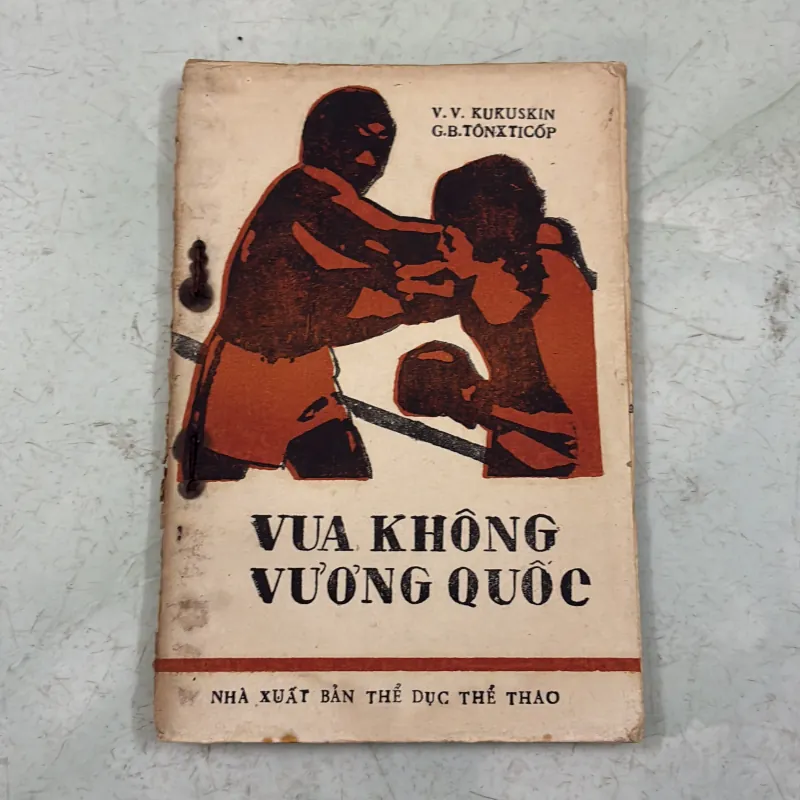 V.V. KUKUSKIN
G.B.TÔNXTICỐP
VUA KHÔNG
VƯƠNG QUỐC
NHÀ XUẤT BẢN THỂ DỤC THỂ THAO